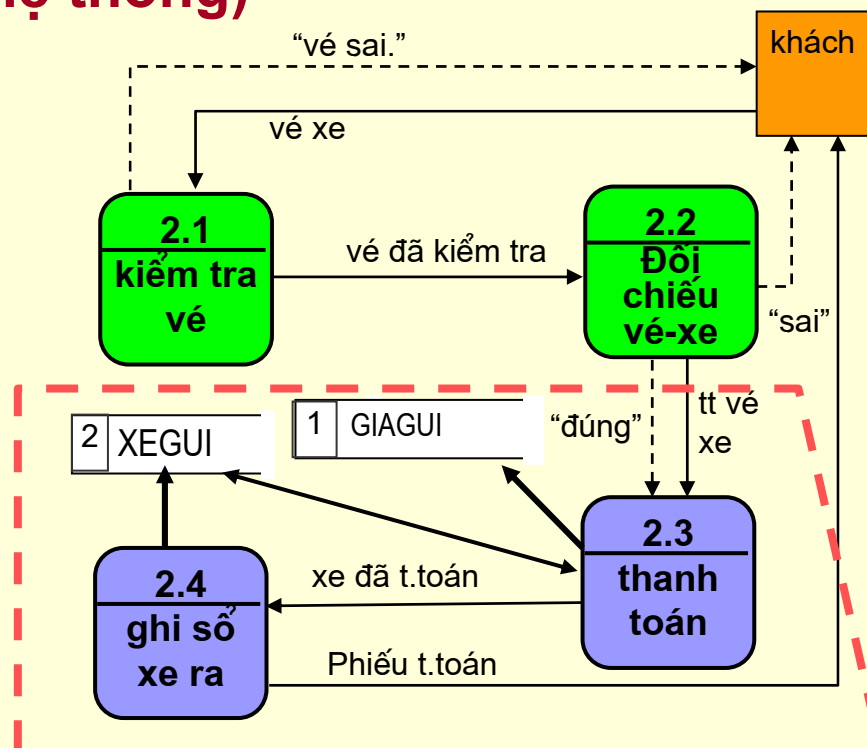 hệ thống)
“vé sai.”
khách
vé xe
2.1
kiểm tra
vé
vé đã kiểm tra
2.2
Đối
chiếu
vé-xe
“sai”
2 XEGUI
1 GIAGUI
“đúng”
tt vé
xe
2.3
thanh
toán
xe đã t.toán
2.4
ghi sổ
xe ra
Phiếu t.toán